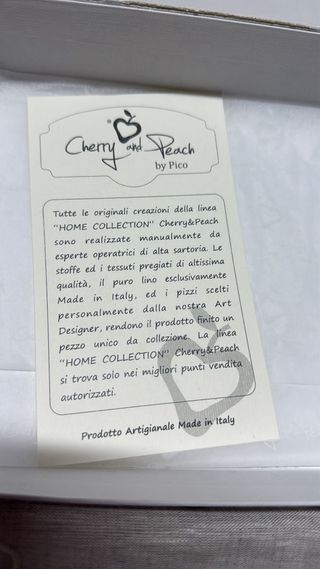 Cherry and Peach
by Pico
Tutte le originali creazioni della linea
"HOME COLLECTION" Cherry&Peach
sono realizzate manualmente da
esperte operatrici di alta sartoria. Le
stoffe ed i tessuti pregiati di altissima
qualità, il puro lino esclusivamente
Made in Italy, ed i pizzi scelti
personalmente dalla nostra Art
Designer, rendono il prodotto finito un
pezzo unico da collezione. La linea
"HOME COLLECTION" Cherry&Peach
si trova solo nei migliori punti vendita
autorizzati.
Prodotto Artigianale Made in Italy